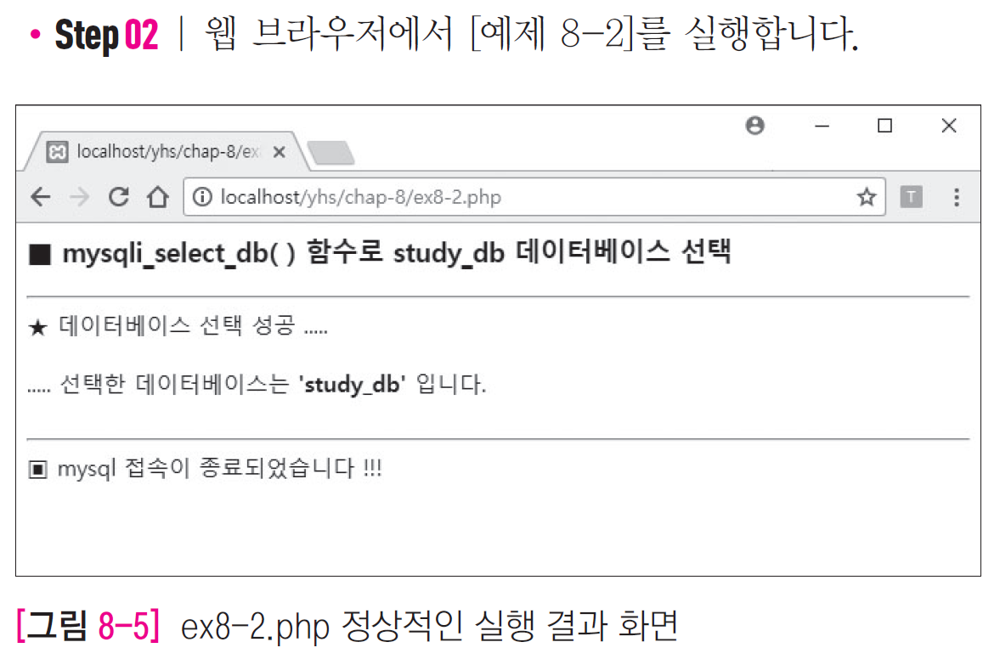 • Step 02 | 웹 브라우저에서 [예제 8-2]를 실행합니다.
localhost/yhs/chap-8/ex
localhost/yhs/chap-8/ex8-2.php
T
■ mysqli_select_db( ) 함수로 study_db 데이터베이스 선택
★ 데이터베이스 선택 성공 .....
..... 선택한 데이터베이스는 'study_db' 입니다.
▣ mysql 접속이 종료되었습니다 !!!
[그림 8-5] ex8-2.php 정상적인 실행 결과 화면